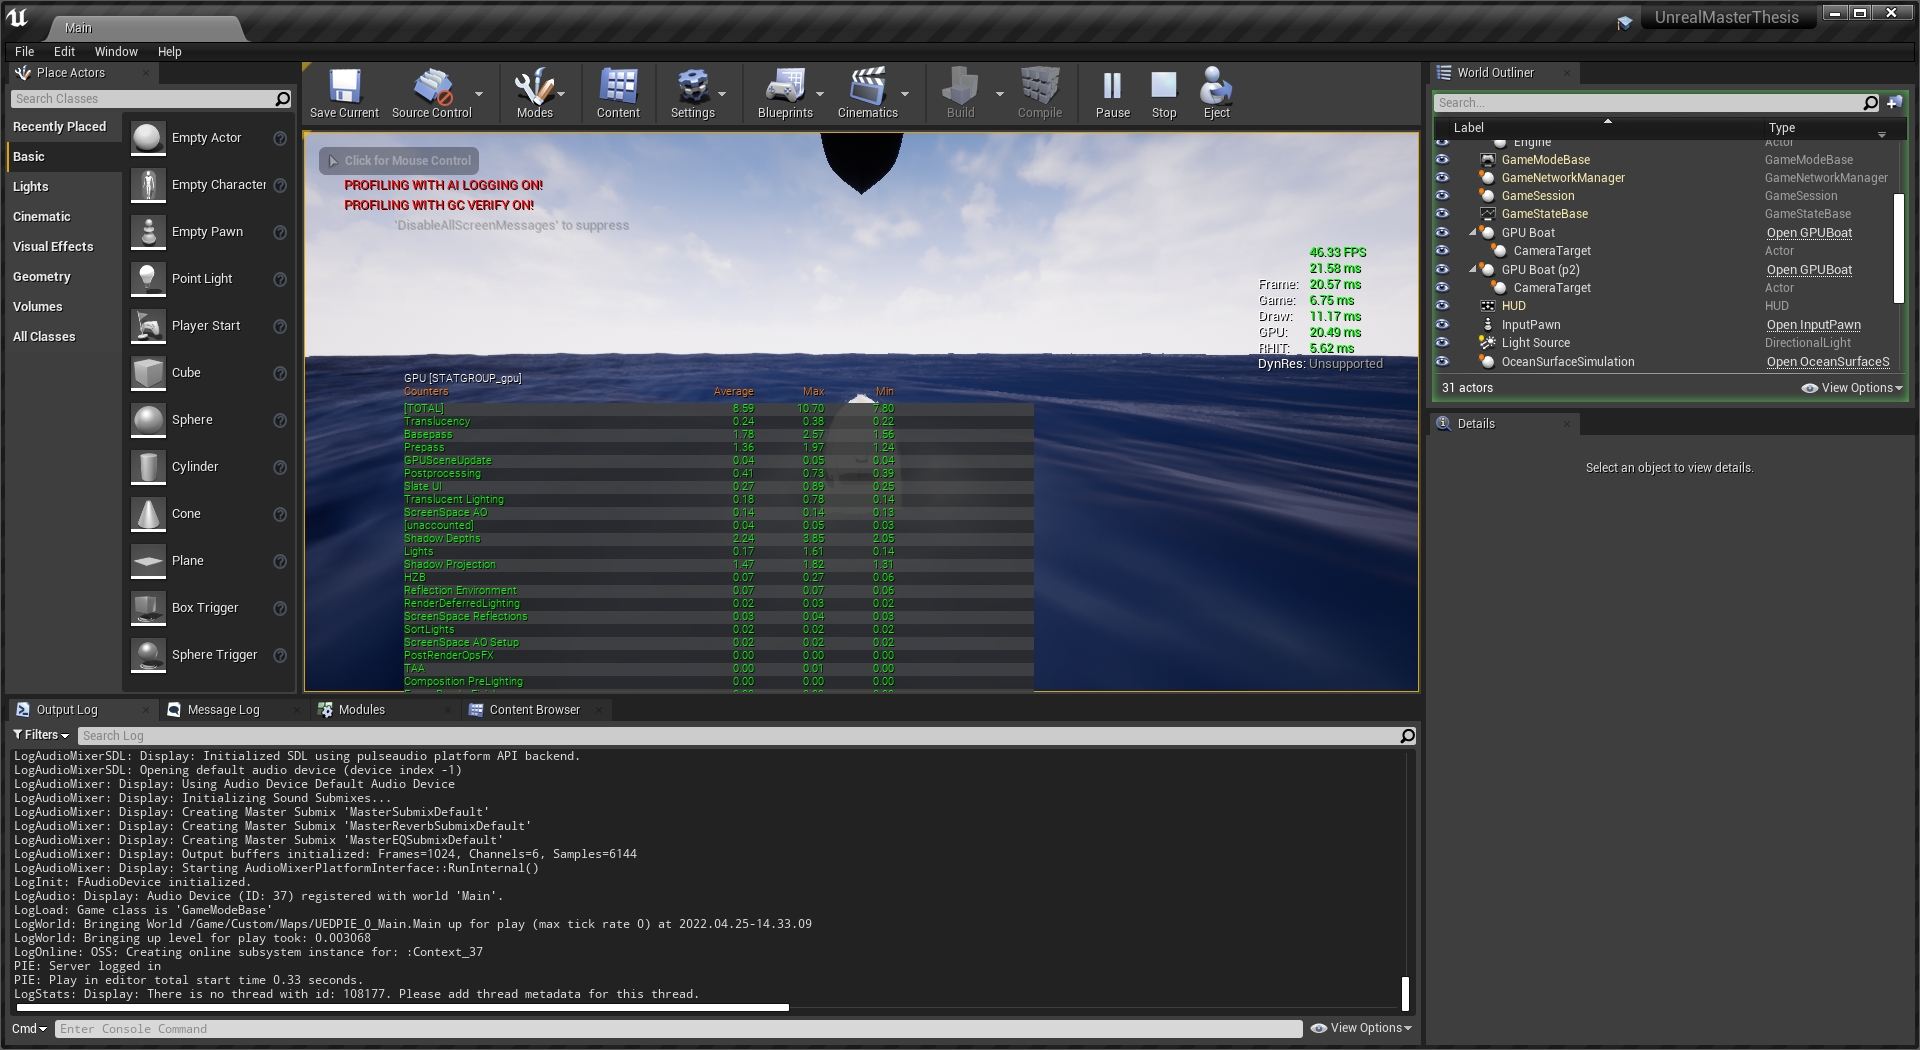 Main
UnrealMasterThesis
File Edit Window Help
Place Actors
Search Classes
Recently Placed
Basic
Lights
Cinematic
Visual Effects
Geometry
Volumes
All Classes
Empty Actor
Empty Character
Empty Pawn
Point Light
Player Start
Cube
Sphere
Cylinder
Cone
Plane
Box Trigger
Sphere Trigger
Save Current Source Control Modes Content Settings Blueprints Cinematics Build Compile Pause Stop Eject
Click for Mouse Control
PROFILING WITH AI LOGGING ON!
PROFILING WITH GC VERIFY ON!
'DisableAllScreenMessages' to suppress
46.33 FPS
21.58 ms
Frame: 20.57 ms
Game: 6.75 ms
Draw: 11.17 ms
GPU: 20.49 ms
RHIT: 5.62 ms
DynRes: Unsupported
GPU [STATGROUP_gpu]
Counters Average Max Min
[TOTAL] 8.59 10.70 7.80
Translucency 0.24 0.38 0.22
Basepass 1.78 2.57 1.56
Prepass 1.36 1.97 1.24
GPUSceneUpdate 0.04 0.05 0.04
Postprocessing 0.41 0.73 0.39
Slate UI 0.27 0.89 0.25
Translucent Lighting 0.18 0.78 0.14
ScreenSpace AO 0.14 0.14 0.13
[unaccounted] 0.04 0.05 0.03
Shadow Depths 2.24 3.85 2.05
Lights 0.17 1.61 0.14
Shadow Projection 1.47 1.82 1.31
HZB 0.07 0.27 0.06
Reflection Environment 0.07 0.07 0.06
RenderDeferredLighting 0.02 0.03 0.02
ScreenSpace Reflections 0.03 0.04 0.03
SortLights 0.02 0.02 0.02
ScreenSpace AO Setup 0.02 0.02 0.02
PostRenderOpsFX 0.00 0.00 0.00
TAA 0.00 0.01 0.00
Composition PreLighting 0.00 0.00 0.00
World Outliner
Search...
Label Type
Engine Actor
GameModeBase GameModeBase
GameNetworkManager GameNetworkManager
GameSession GameSession
GameStateBase GameStateBase
GPU Boat Open GPUBoat
CameraTarget Actor
GPU Boat (p2) Open GPUBoat
CameraTarget Actor
HUD HUD
InputPawn Open InputPawn
Light Source DirectionalLight
OceanSurfaceSimulation Open OceanSurfaceS
31 actors View Options
Details
Select an object to view details.
Output Log Message Log Modules Content Browser
Filters Search Log
LogAudioMixerSDL: Display: Initialized SDL using pulseaudio platform API backend.
LogAudioMixerSDL: Opening default audio device (device index -1)
LogAudioMixer: Display: Using Audio Device Default Audio Device
LogAudioMixer: Display: Initializing Sound Submixes...
LogAudioMixer: Display: Creating Master Submix 'MasterSubmixDefault'
LogAudioMixer: Display: Creating Master Submix 'MasterReverbSubmixDefault'
LogAudioMixer: Display: Creating Master Submix 'MasterEQSubmixDefault'
LogAudioMixer: Display: Output buffers initialized: Frames=1024, Channels=6, Samples=6144
LogAudioMixer: Display: Starting AudioMixerPlatformInterface::RunInternal()
LogInit: FAudioDevice initialized.
LogAudio: Display: Audio Device (ID: 37) registered with world 'Main'.
LogLoad: Game class is 'GameModeBase'
LogWorld: Bringing World /Game/Custom/Maps/UEDPIE_0_Main.Main up for play (max tick rate 0) at 2022.04.25-14.33.09
LogWorld: Bringing up level for play took: 0.003068
LogOnline: OSS: Creating online subsystem instance for: :Context_37
PIE: Server logged in
PIE: Play in editor total start time 0.33 seconds.
LogStats: Display: There is no thread with id: 108177. Please add thread metadata for this thread.
Cmd Enter Console Command View Options